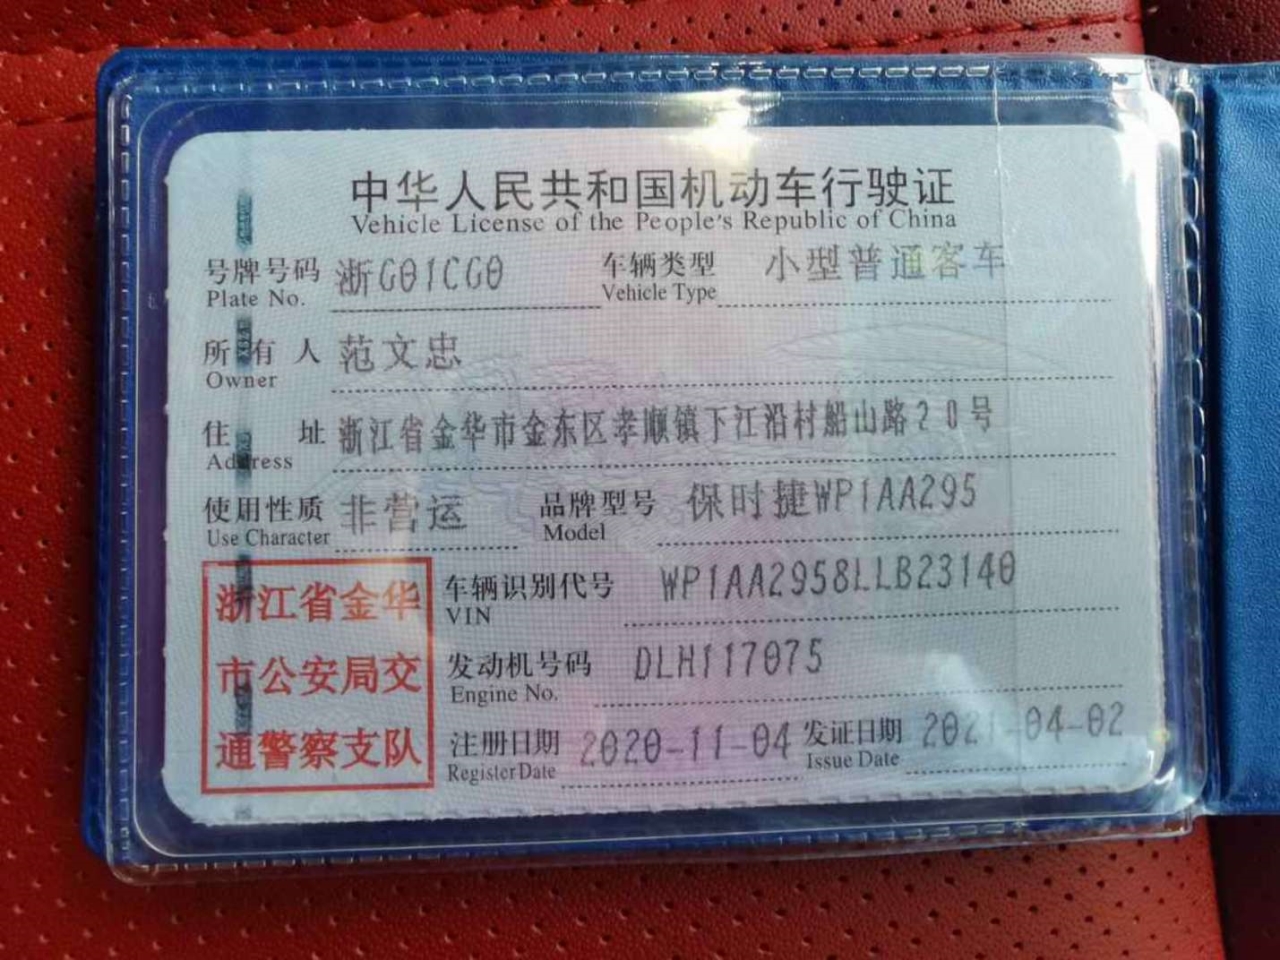 中华人民共和国机动车行驶证
Vehicle License of the People's Republic of China
号牌号码 浙G01CG0 车辆类型 小型普通客车
Plate No. Vehicle Type
所有人 范文忠
Owner
住址 浙江省金华市金东区孝顺镇下江沿村船山路20号
Address
使用性质 非营运 品牌型号 保时捷WP1AA295
Use Character Model
浙江省金华 车辆识别代号 WP1AA2958LLB23140
VIN
市公安局交 发动机号码 DLH117075
Engine No.
通警察支队 注册日期 2020-11-04 发证日期 2021-04-02
Register Date Issue Date